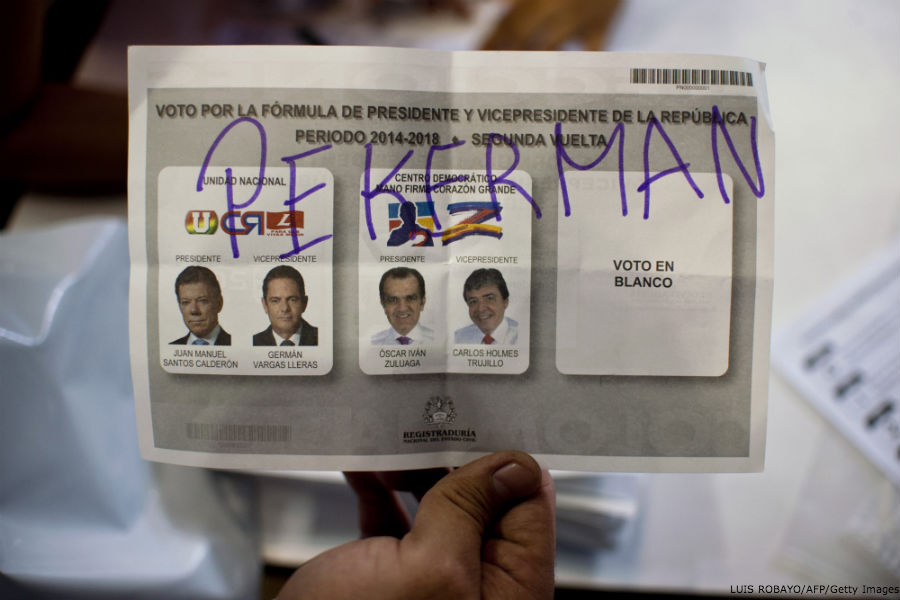 PN000000001
VOTO POR LA FÓRMULA DE PRESIDENTE Y VICEPRESIDENTE DE LA REPÚBLICA
PERIODO 2014-2018 • SEGUNDA VUELTA
PEKERMAN
UNIDAD NACIONAL
U CR L
PRESIDENTE VICEPRESIDENTE
JUAN MANUEL SANTOS CALDERÓN
GERMÁN VARGAS LLERAS
CENTRO DEMOCRÁTICO
MANO FIRME CORAZÓN GRANDE
Z
PRESIDENTE VICEPRESIDENTE
ÓSCAR IVÁN ZULUAGA
CARLOS HOLMES TRUJILLO
VOTO EN
BLANCO
REGISTRADURÍA
NACIONAL DEL ESTADO CIVIL
LUIS ROBAYO/AFP/Getty Images